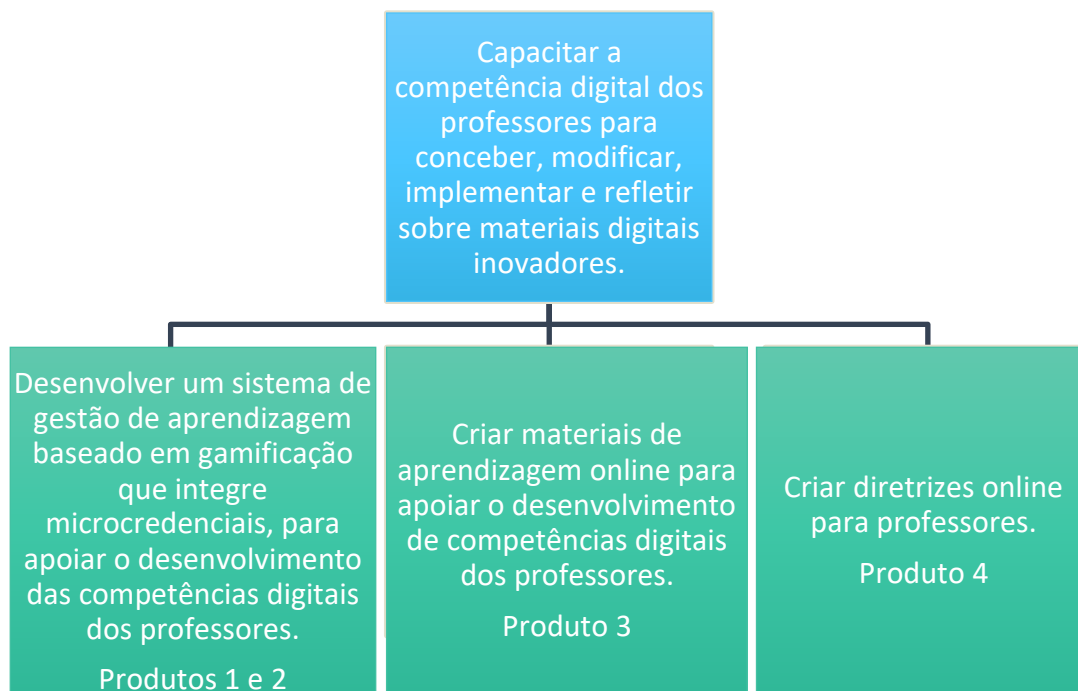 Capacitar a
competência digital dos
professores para
conceber, modificar,
implementar e refletir
sobre materiais digitais
inovadores.
Desenvolver um sistema de
gestão de aprendizagem
baseado em gamificação
que integre
microcredenciais, para
apoiar o desenvolvimento
das competências digitais
dos professores.
Produtos 1 e 2
Criar materiais de
aprendizagem online para
apoiar o desenvolvimento
de competências digitais
dos professores.
Produto 3
Criar diretrizes online
para professores.
Produto 4